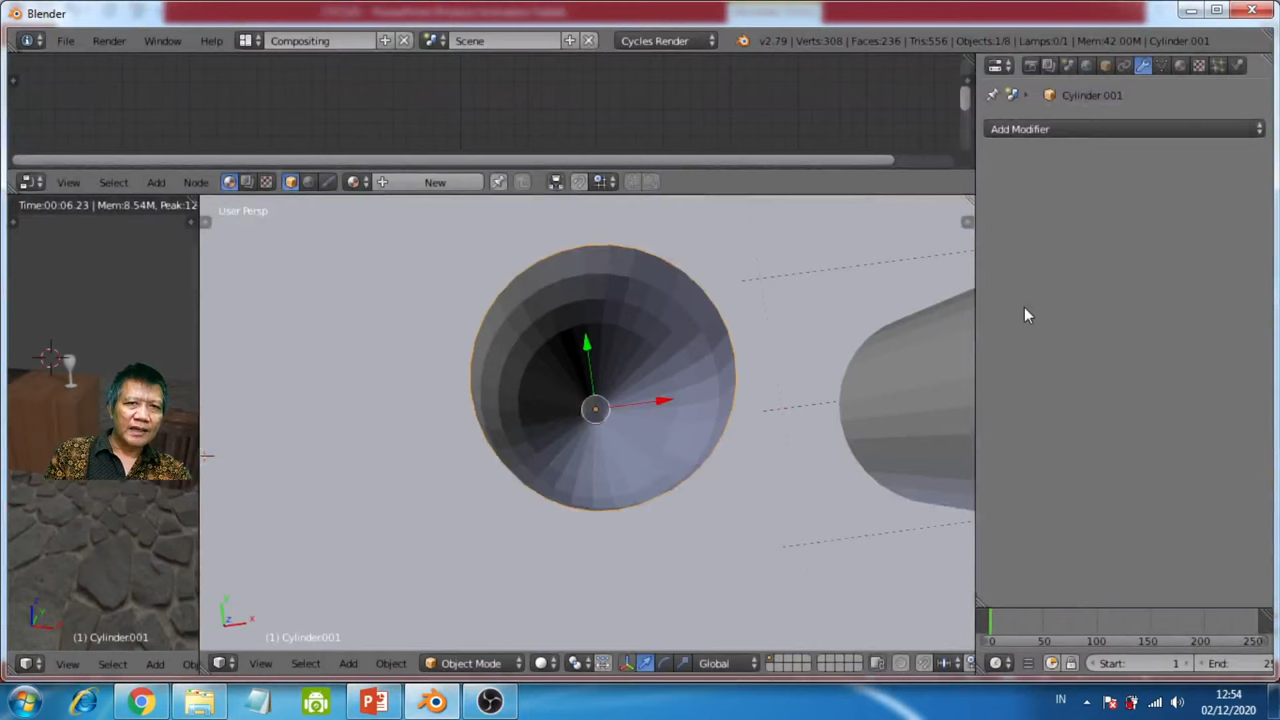 Blender
File Render Window Help Compositing Scene Cycles Render v2.79 | Verts:308 | Faces:236 | Tris:556 | Objects:1/8 | Lamps:0/1 | Mem:42.00M | Cylinder.001
Cylinder.001
Add Modifier
View Select Add Node New
Time:00:06.23 | Mem:8.54M, Peak:12
User Persp
(1) Cylinder.001
(1) Cylinder.001
0 50 100 150 200 250
View Select Add Ob
View Select Add Object Object Mode Global
Start: 1 End: 25
IN
12:54
02/12/2020